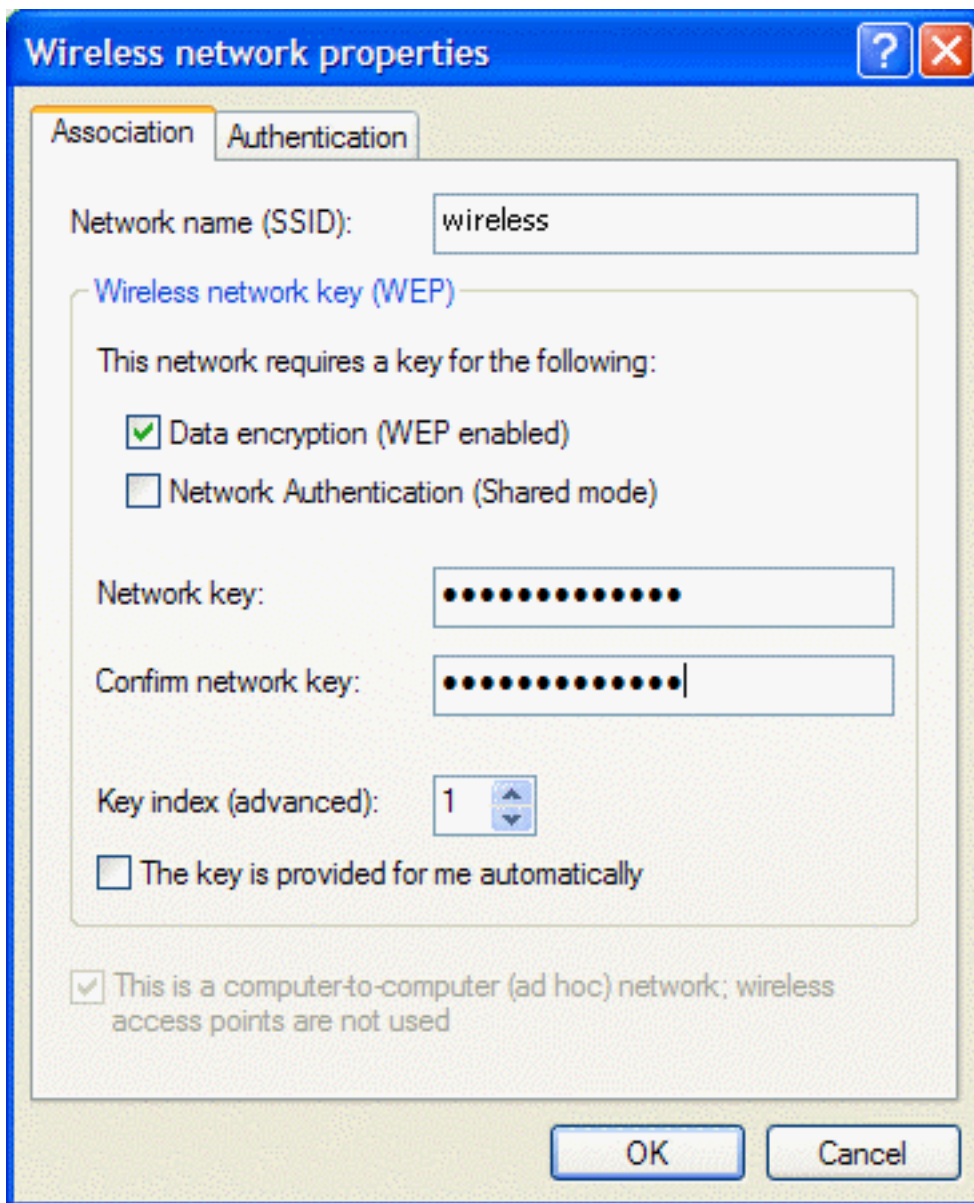 Wireless network properties
Association
Authentication
Network name (SSID):
wireless
Wireless network key (WEP)
This network requires a key for the following:
Data encryption (WEP enabled)
Network Authentication (Shared mode)
Network key:
●●●●●●●●●●●●●
Confirm network key:
●●●●●●●●●●●●●
Key index (advanced):
1
The key is provided for me automatically
This is a computer-to-computer (ad hoc) network; wireless
access points are not used
OK
Cancel